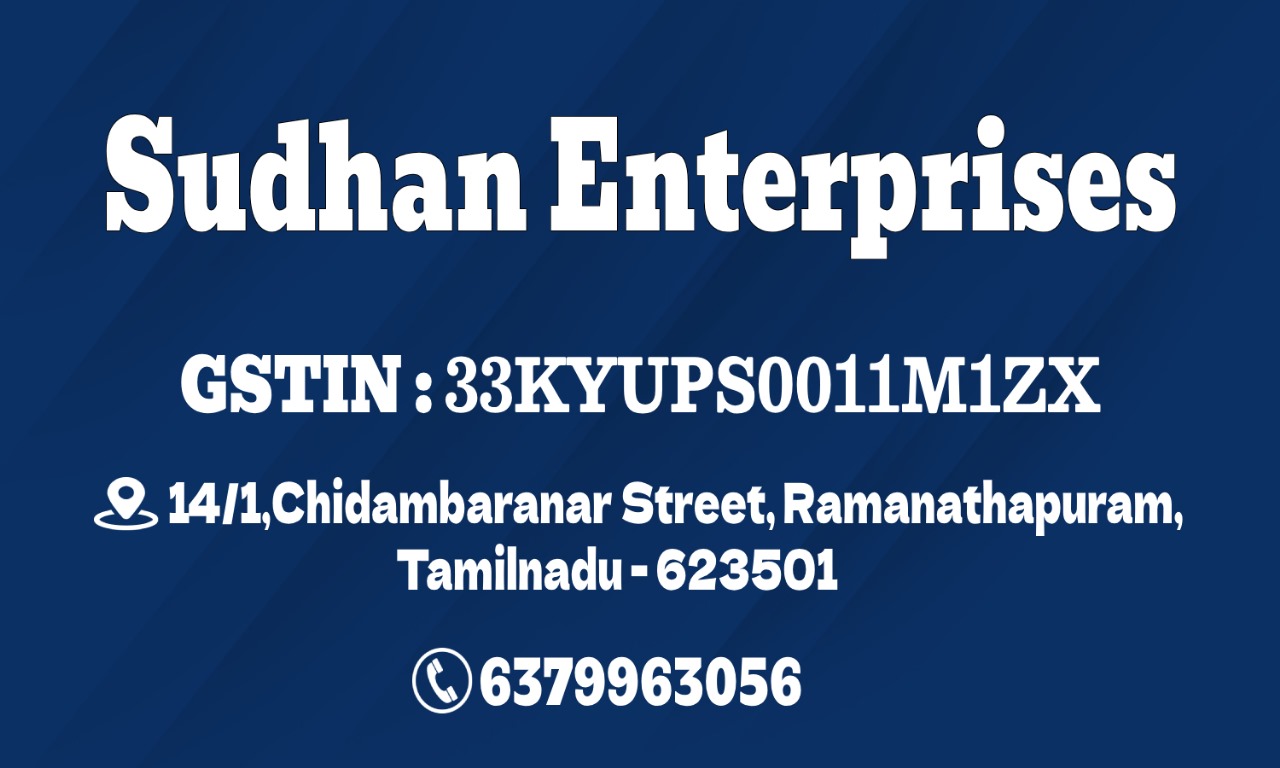 Sudhan Enterprises
GSTIN : 33KYUPS0011M1ZX
14/1,Chidambaranar Street, Ramanathapuram,
Tamilnadu - 623501
6379963056